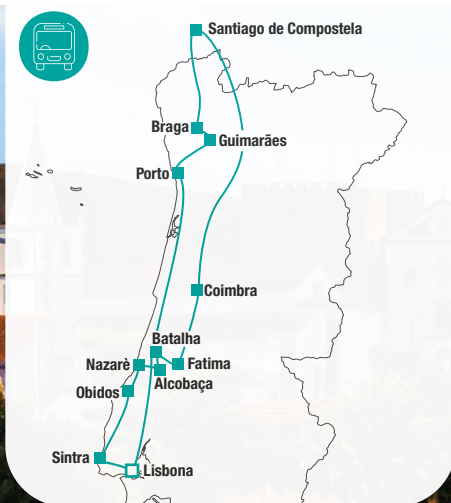 Santiago de Compostela
Braga
Guimarães
Porto
Coimbra
Batalha
Nazarè
Fatima
Alcobaça
Obidos
Sintra
Lisbona